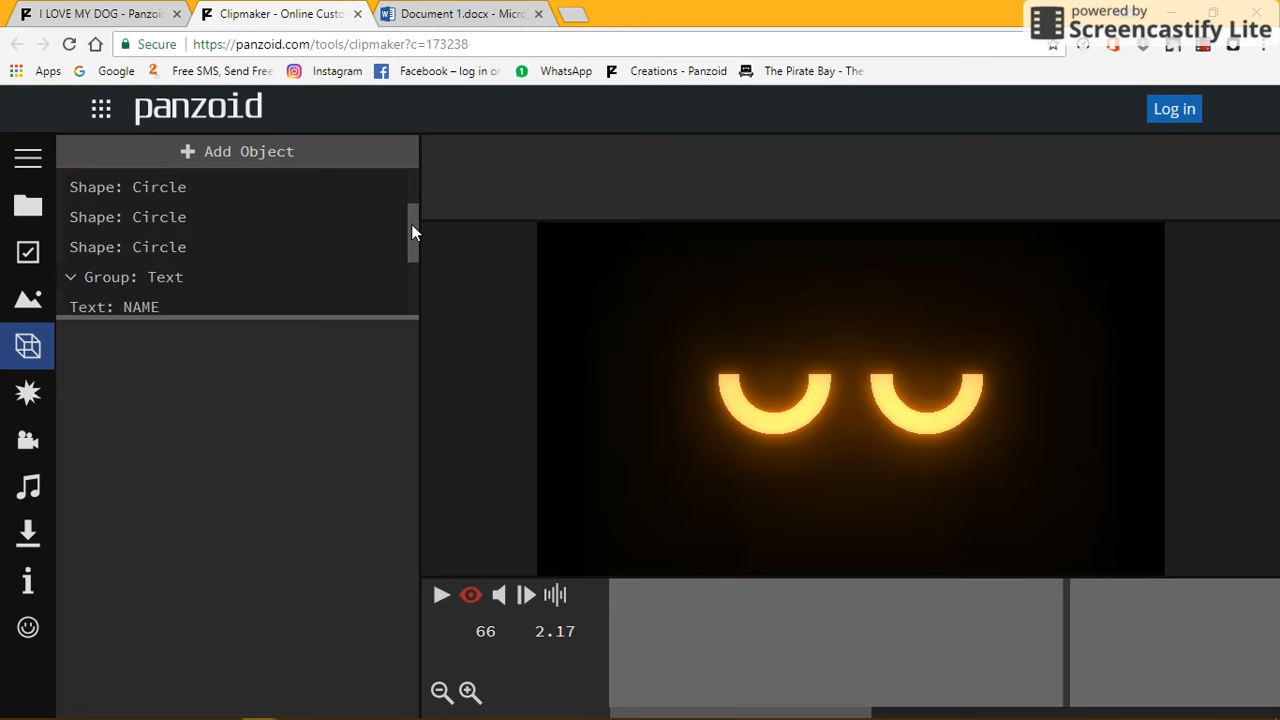 I LOVE MY DOG - Panzoi
Clipmaker - Online Custo
Document 1.docx - Micro
powered by
Screencastify Lite
Secure
https://panzoid.com/tools/clipmaker?c=173238
Apps
Google
Free SMS, Send Free
Instagram
Facebook - log in or
WhatsApp
Creations - Panzoid
The Pirate Bay - The
panzoid
Log in
Add Object
Shape: Circle
Shape: Circle
Shape: Circle
Group: Text
Text: NAME
66 2.17